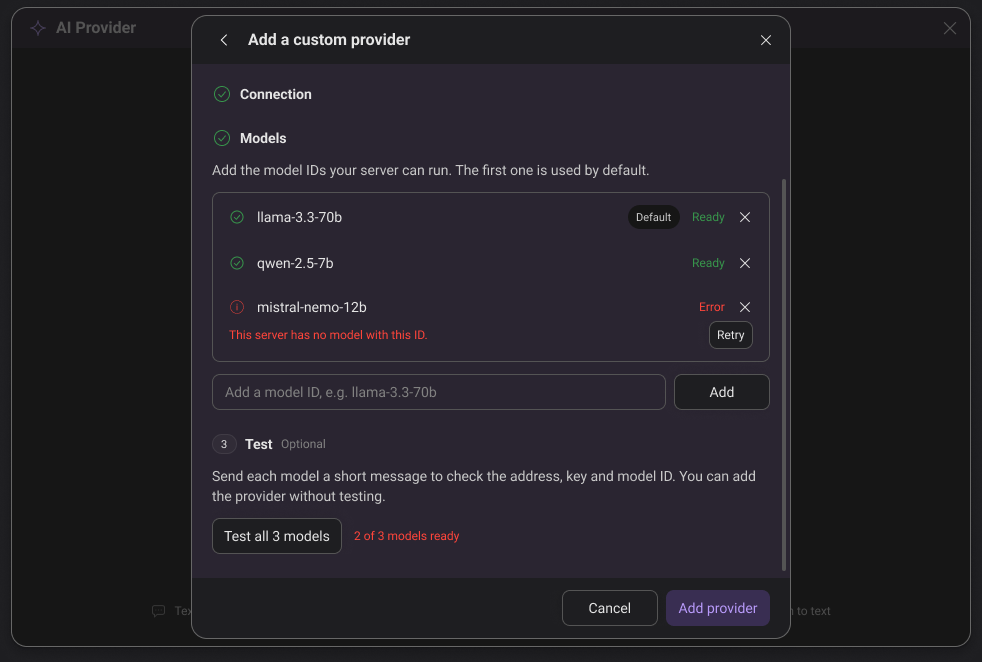 AI Provider
Add a custom provider
Connection
Models
Add the model IDs your server can run. The first one is used by default.
llama-3.3-70b Default Ready
qwen-2.5-7b Ready
mistral-nemo-12b Error
This server has no model with this ID. Retry
Add a model ID, e.g. llama-3.3-70b Add
3 Test Optional
Send each model a short message to check the address, key and model ID. You can add
the provider without testing.
Test all 3 models 2 of 3 models ready
Cancel Add provider
to text